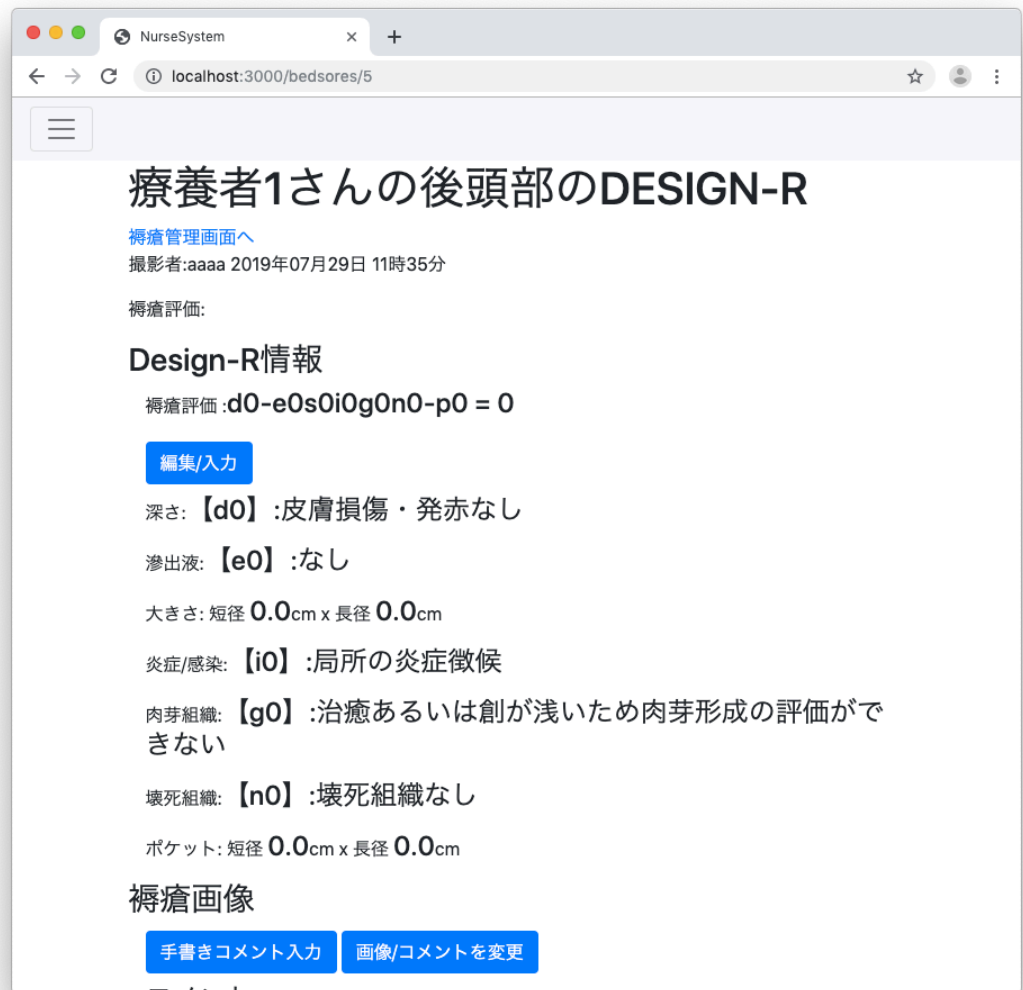 NurseSystem
localhost:3000/bedsores/5
療養者1さんの後頭部のDESIGN-R
褥瘡管理画面へ
撮影者:aaaa 2019年07月29日 11時35分
褥瘡評価:
Design-R情報
褥瘡評価 :d0-e0s0i0g0n0-p0 = 0
編集/入力
深さ: 【d0】:皮膚損傷・発赤なし
滲出液: 【e0】:なし
大きさ: 短径 0.0cm x 長径 0.0cm
炎症/感染: 【i0】:局所の炎症徴候
肉芽組織: 【g0】:治癒あるいは創が浅いため肉芽形成の評価がで
きない
壊死組織: 【n0】:壊死組織なし
ポケット: 短径 0.0cm x 長径 0.0cm
褥瘡画像
手書きコメント入力 画像/コメントを変更